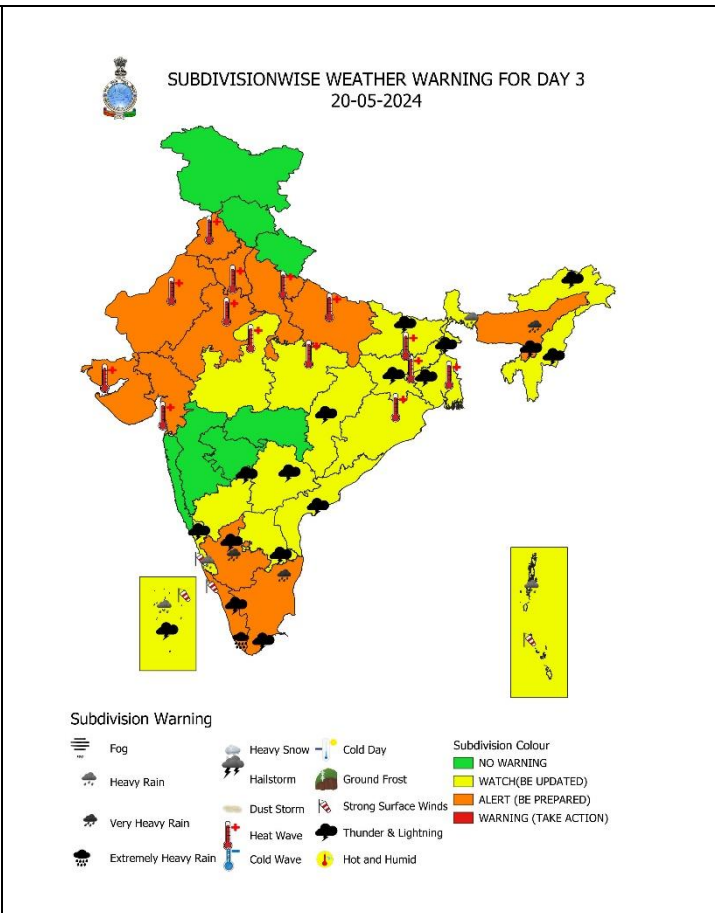 SUBDIVISIONWISE WEATHER WARNING FOR DAY 3
20-05-2024
Subdivision Warning
Fog
Heavy Rain
Very Heavy Rain
Extremely Heavy Rain
Heavy Snow
Hailstorm
Dust Storm
Heat Wave
Cold Wave
Cold Day
Ground Frost
Strong Surface Winds
Thunder & Lightning
Hot and Humid
Subdivision Colour
NO WARNING
WATCH(BE UPDATED)
ALERT (BE PREPARED)
WARNING (TAKE ACTION)